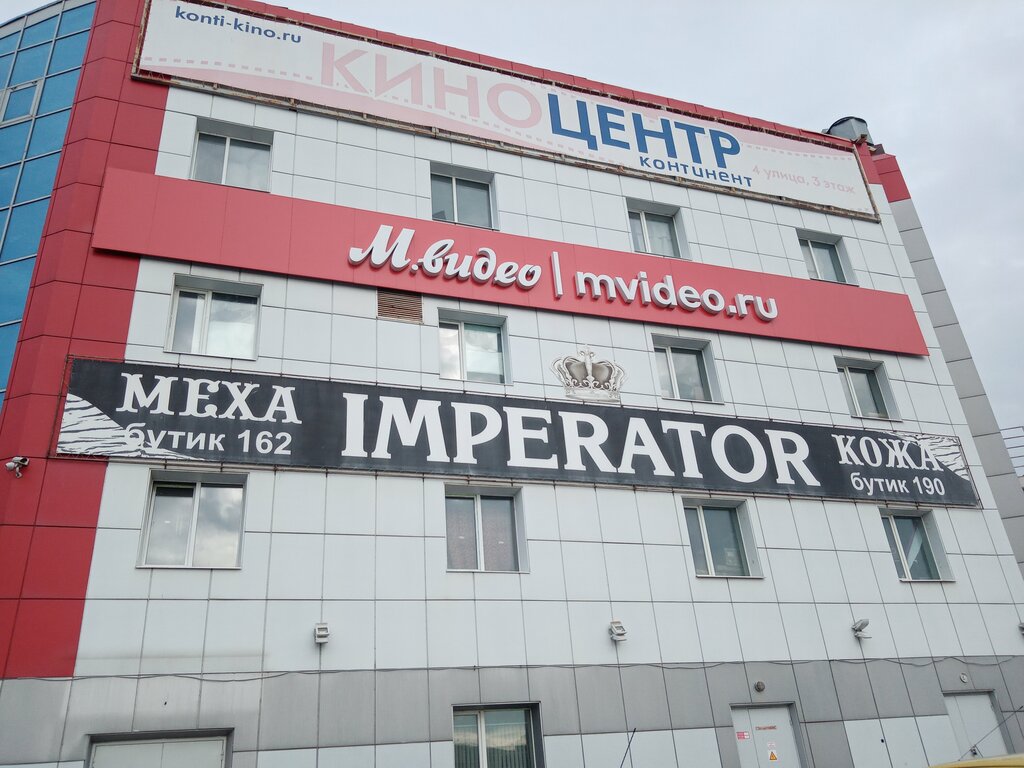 konti-kino.ru
КИНОЦЕНТР
континент
4 улица, 3 этаж
М.видео | mvideo.ru
МЕХА
бутик 162
IMPERATOR
КОЖА
бутик 190